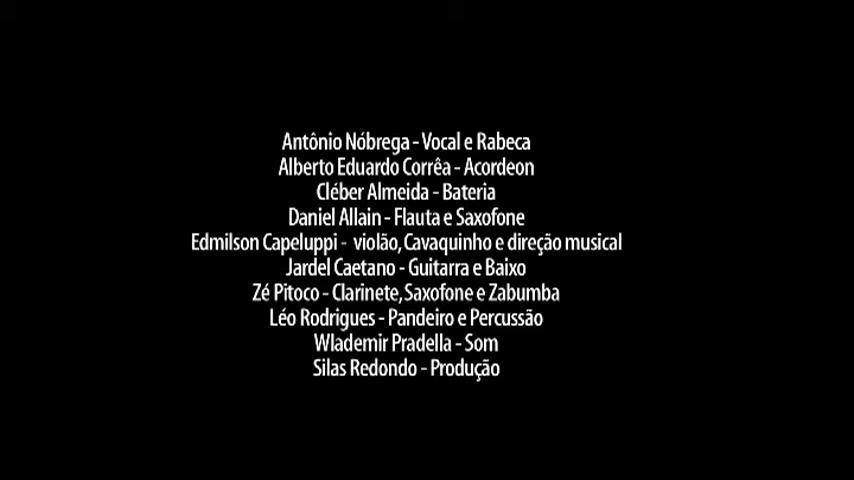 Antônio Nóbrega - Vocal e Rabeca
Alberto Eduardo Corrêa - Acordeon
Cléber Almeida - Bateria
Daniel Allain - Flauta e Saxofone
Edmilson Capeluppi - violão, Cavaquinho e direção musical
Jardel Caetano - Guitarra e Baixo
Zé Pitoco - Clarinete, Saxofone e Zabumba
Léo Rodrigues - Pandeiro e Percussão
Wlademir Pradella - Som
Silas Redondo - Produção